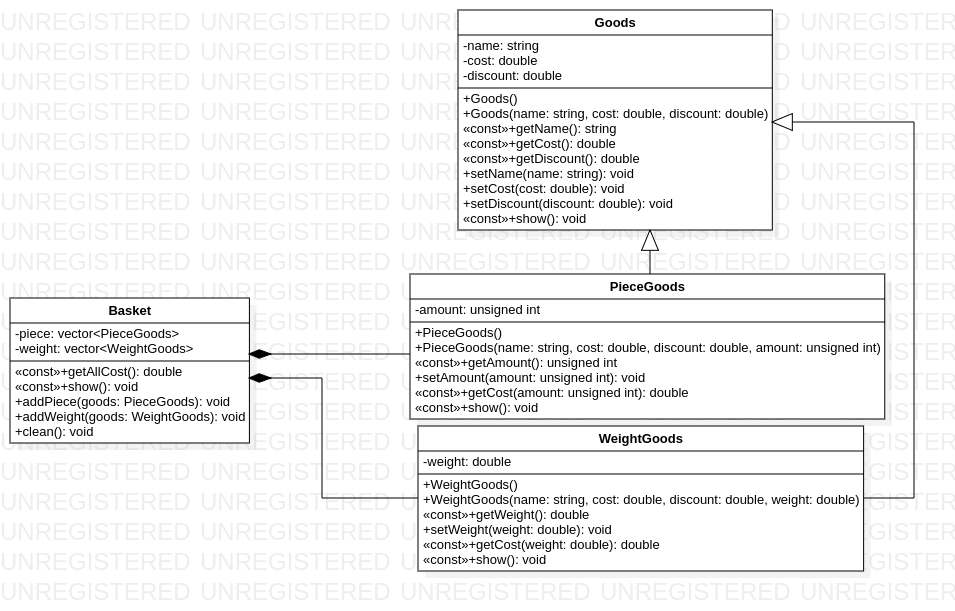 Goods
-name: string
-cost: double
-discount: double
+Goods()
+Goods(name: string, cost: double, discount: double)
«const»+getName(): string
«const»+getCost(): double
«const»+getDiscount(): double
+setName(name: string): void
+setCost(cost: double): void
+setDiscount(discount: double): void
«const»+show(): void
PieceGoods
-amount: unsigned int
+PieceGoods()
+PieceGoods(name: string, cost: double, discount: double, amount: unsigned int)
«const»+getAmount(): unsigned int
+setAmount(amount: unsigned int): void
«const»+getCost(amount: unsigned int): double
«const»+show(): void
Basket
-piece: vector<PieceGoods>
-weight: vector<WeightGoods>
«const»+getAllCost(): double
«const»+show(): void
+addPiece(goods: PieceGoods): void
+addWeight(goods: WeightGoods): void
+clean(): void
WeightGoods
-weight: double
+WeightGoods()
+WeightGoods(name: string, cost: double, discount: double, weight: double)
«const»+getWeight(): double
+setWeight(weight: double): void
«const»+getCost(weight: double): double
«const»+show(): void
UNREGISTERED